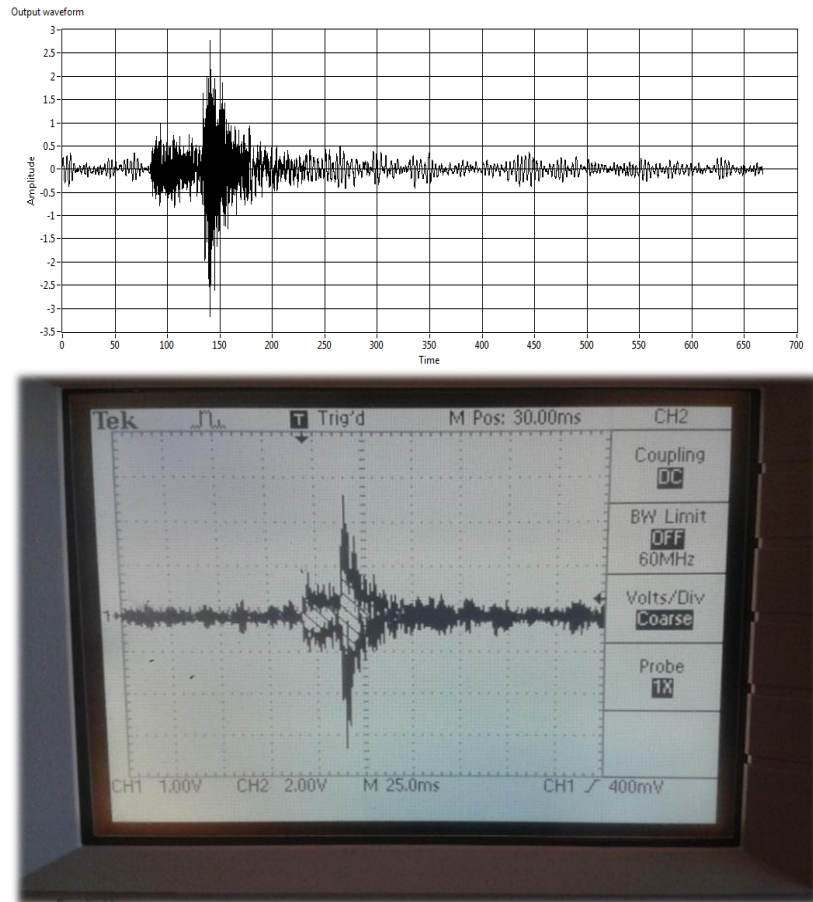 Output waveform
3
2.5
2
1.5
1
0.5
0
-0.5
-1
-1.5
-2
-2.5
-3
-3.5
Amplitude
0 50 100 150 200 250 300 350 400 450 500 550 600 650 700
Time
Tek T Trig'd M Pos: 30.00ms CH2
Coupling
DC
BW Limit
OFF
60MHz
Volts/Div
Coarse
Probe
1X
1
CH1 1.00V CH2 2.00V M 25.0ms CH1 400mV